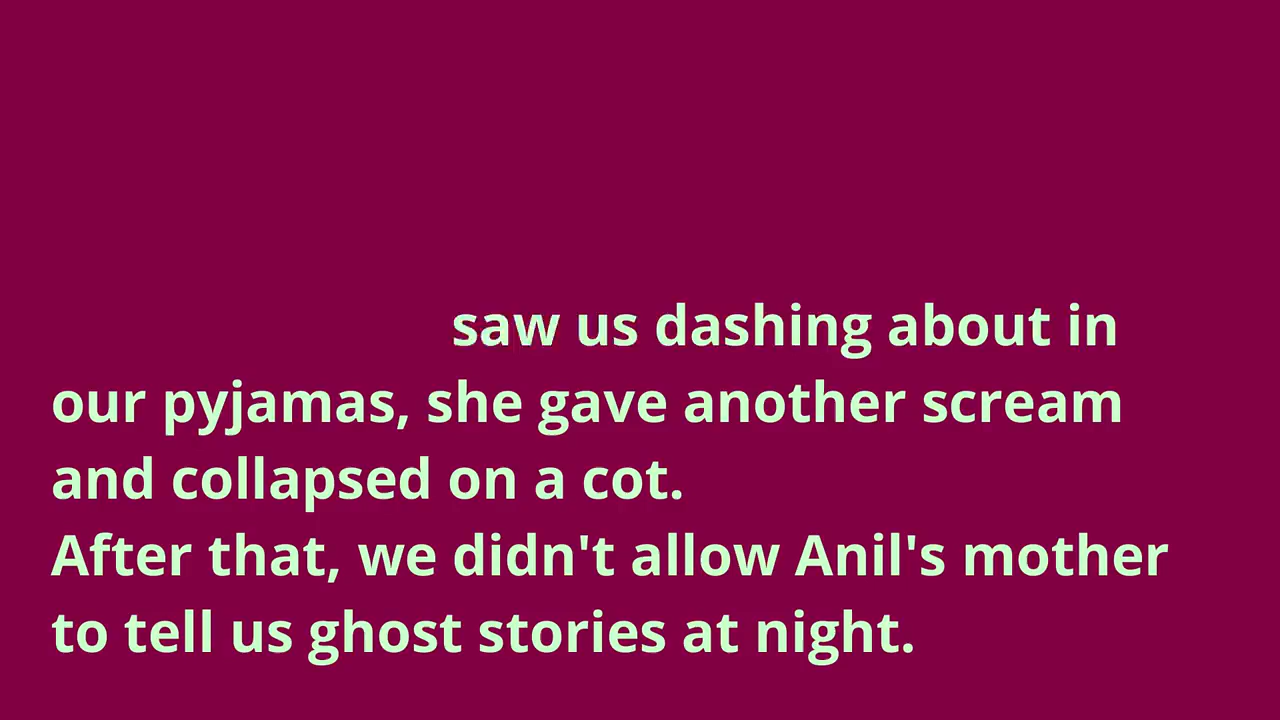 saw us dashing about in
our pyjamas, she gave another scream
and collapsed on a cot.
After that, we didn't allow Anil's mother
to tell us ghost stories at night.